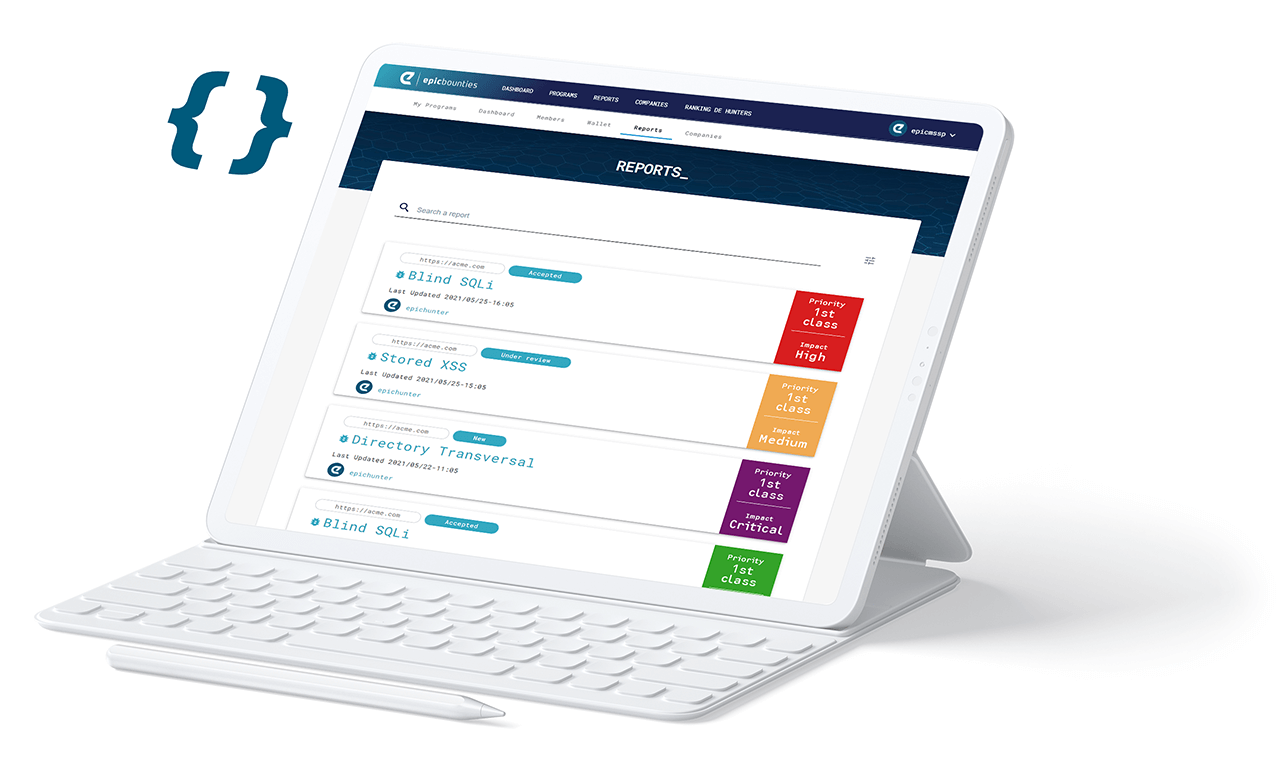 { }
e | epicbounties DASHBOARD PROGRAMS REPORTS COMPANIES RANKING DE HUNTERS epicmssp
My Programs Dashboard Members Wallet Reports Companies
REPORTS_
Search a report
https://acme.com Accepted
Blind SQLi
Last Updated 2021/05/25-16:05
epichunter
Priority
1st
class
Impact
High
https://acme.com Under review
Stored XSS
Last Updated 2021/05/25-15:05
epichunter
Priority
1st
class
Impact
Medium
https://acme.com New
Directory Transversal
Last Updated 2021/05/22-11:05
epichunter
Priority
1st
class
Impact
Critical
https://acme.com Accepted
Blind SQLi
Priority
1st
class